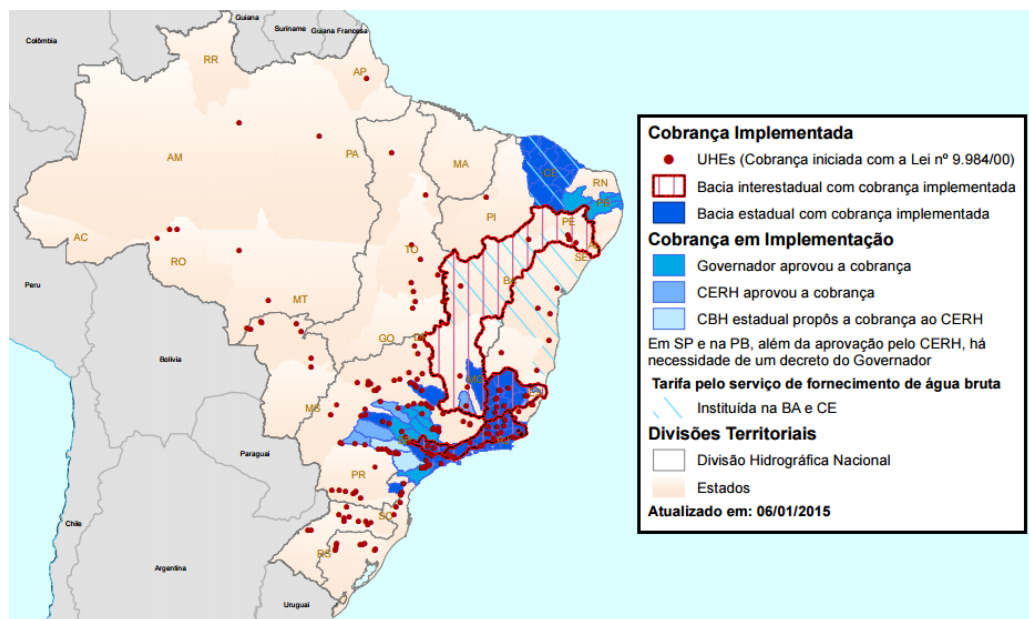 Guiana
Suriname
Guiana Francesa
Colômbia
RR
AP
AM
PA
MA
CE
RN
PB
PI
PE
AL
SE
AC
RO
TO
BA
Peru
MT
GO
DF
Bolívia
MG
MS
Paraguai
PR
SC
RS
Chile
Argentina
Uruguai
Cobrança Implementada
UHEs (Cobrança iniciada com a Lei nº 9.984/00)
Bacia interestadual com cobrança implementada
Bacia estadual com cobrança implementada
Cobrança em Implementação
Governador aprovou a cobrança
CERH aprovou a cobrança
CBH estadual propôs a cobrança ao CERH
Em SP e na PB, além da aprovação pelo CERH, há
necessidade de um decreto do Governador
Tarifa pelo serviço de fornecimento de água bruta
Instituída na BA e CE
Divisões Territoriais
Divisão Hidrográfica Nacional
Estados
Atualizado em: 06/01/2015